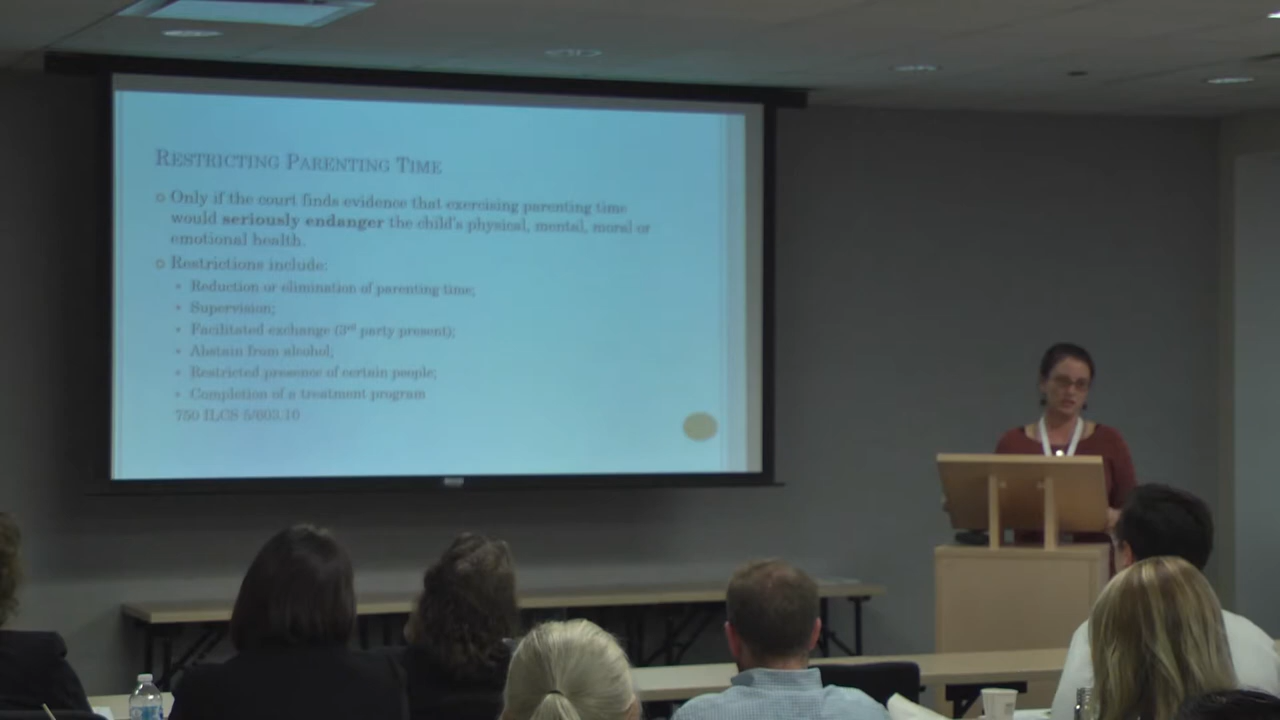 RESTRICTING PARENTING TIME
Only if the court finds evidence that exercising parenting time
would seriously endanger the child's physical, mental, moral or
emotional health.
Restrictions include:
Reduction or elimination of parenting time;
Supervision;
Facilitated exchange (3rd party present);
Abstain from alcohol;
Restricted presence of certain people;
Completion of a treatment program
750 ILCS 5/603.10